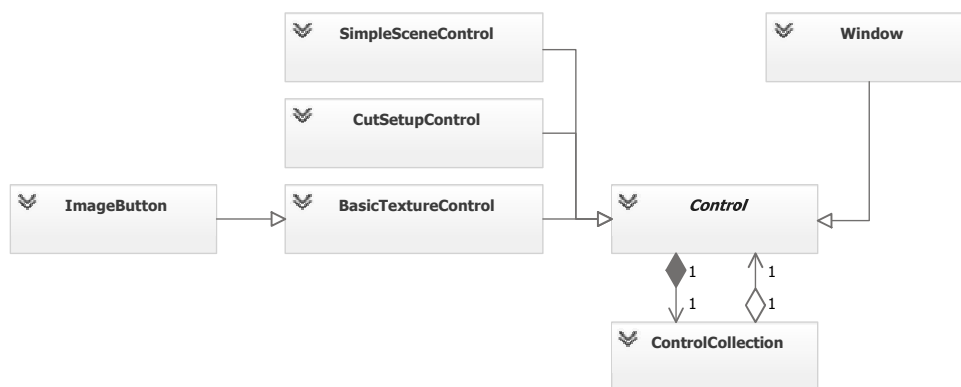 SimpleSceneControl
Window
CutSetupControl
ImageButton
BasicTextureControl
Control
1
1
1
1
ControlCollection